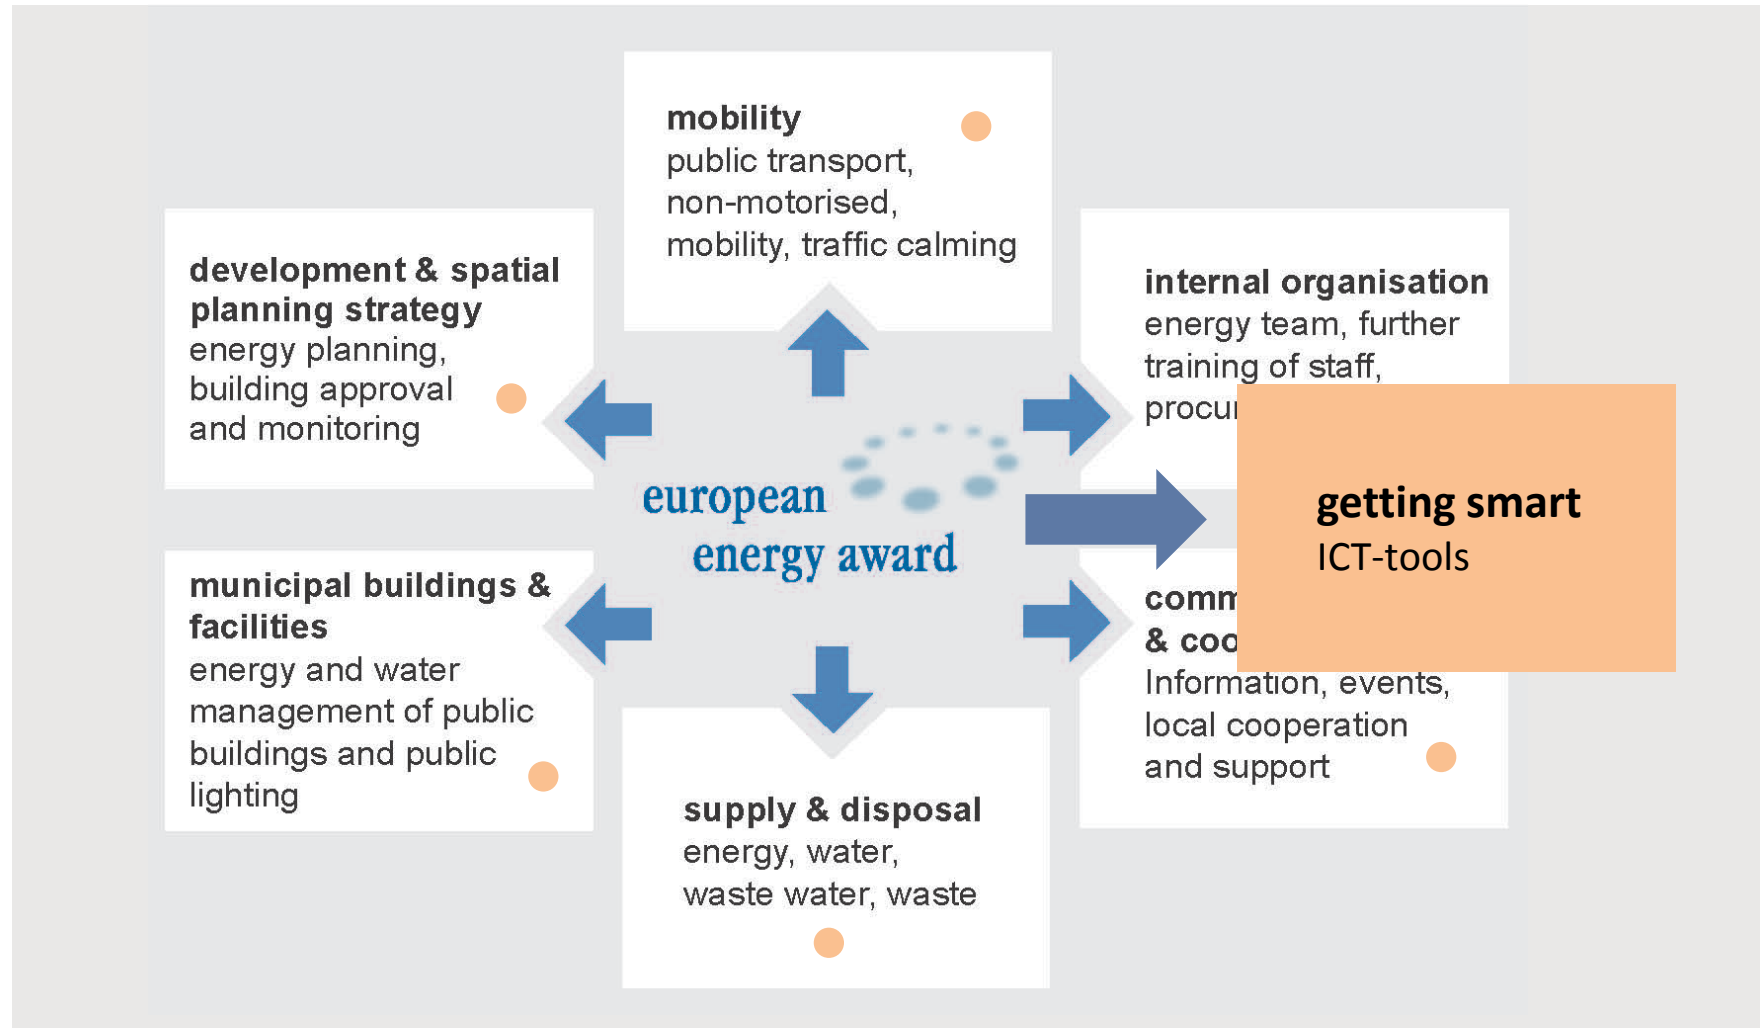 mobility
public transport,
non-motorised,
mobility, traffic calming
development & spatial
planning strategy
energy planning,
building approval
and monitoring
internal organisation
energy team, further
training of staff,
european
energy award
getting smart
ICT-tools
municipal buildings &
facilities
energy and water
management of public
buildings and public
lighting
&
Information, events,
local cooperation
and support
supply & disposal
energy, water,
waste water, waste